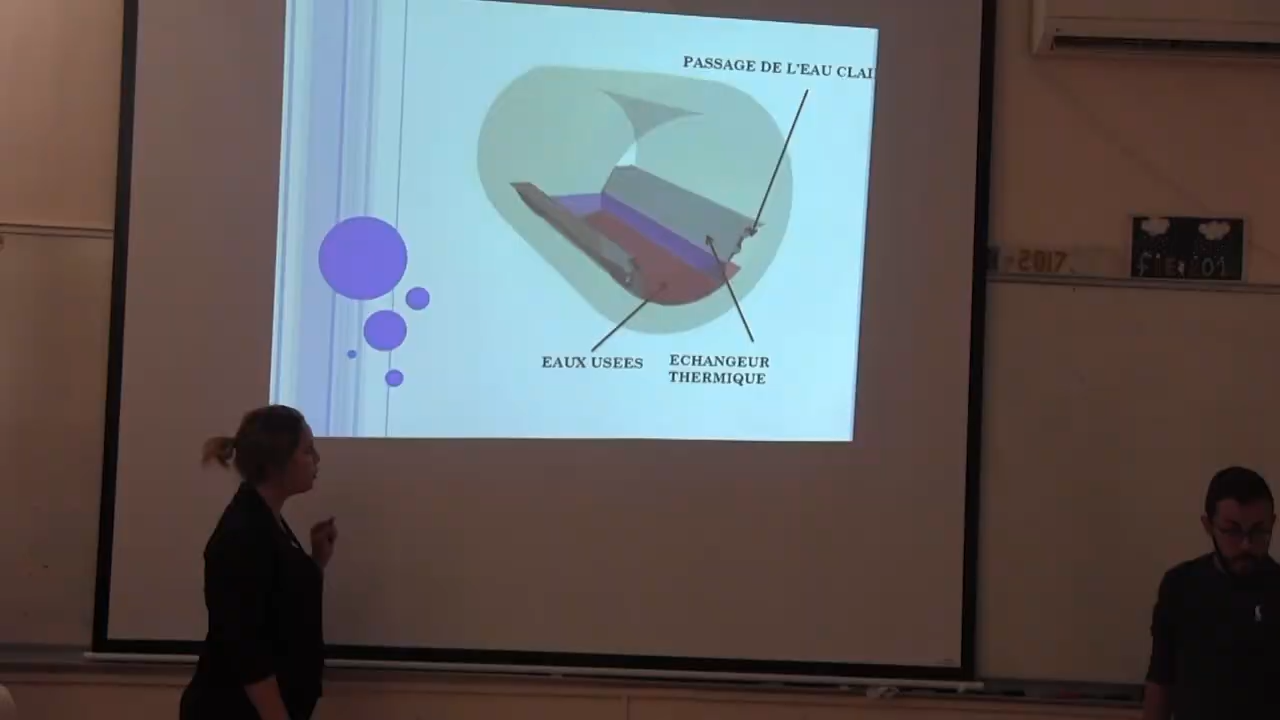 PASSAGE DE L'EAU CLAI
EAUX USEES
ECHANGEUR
THERMIQUE
2017